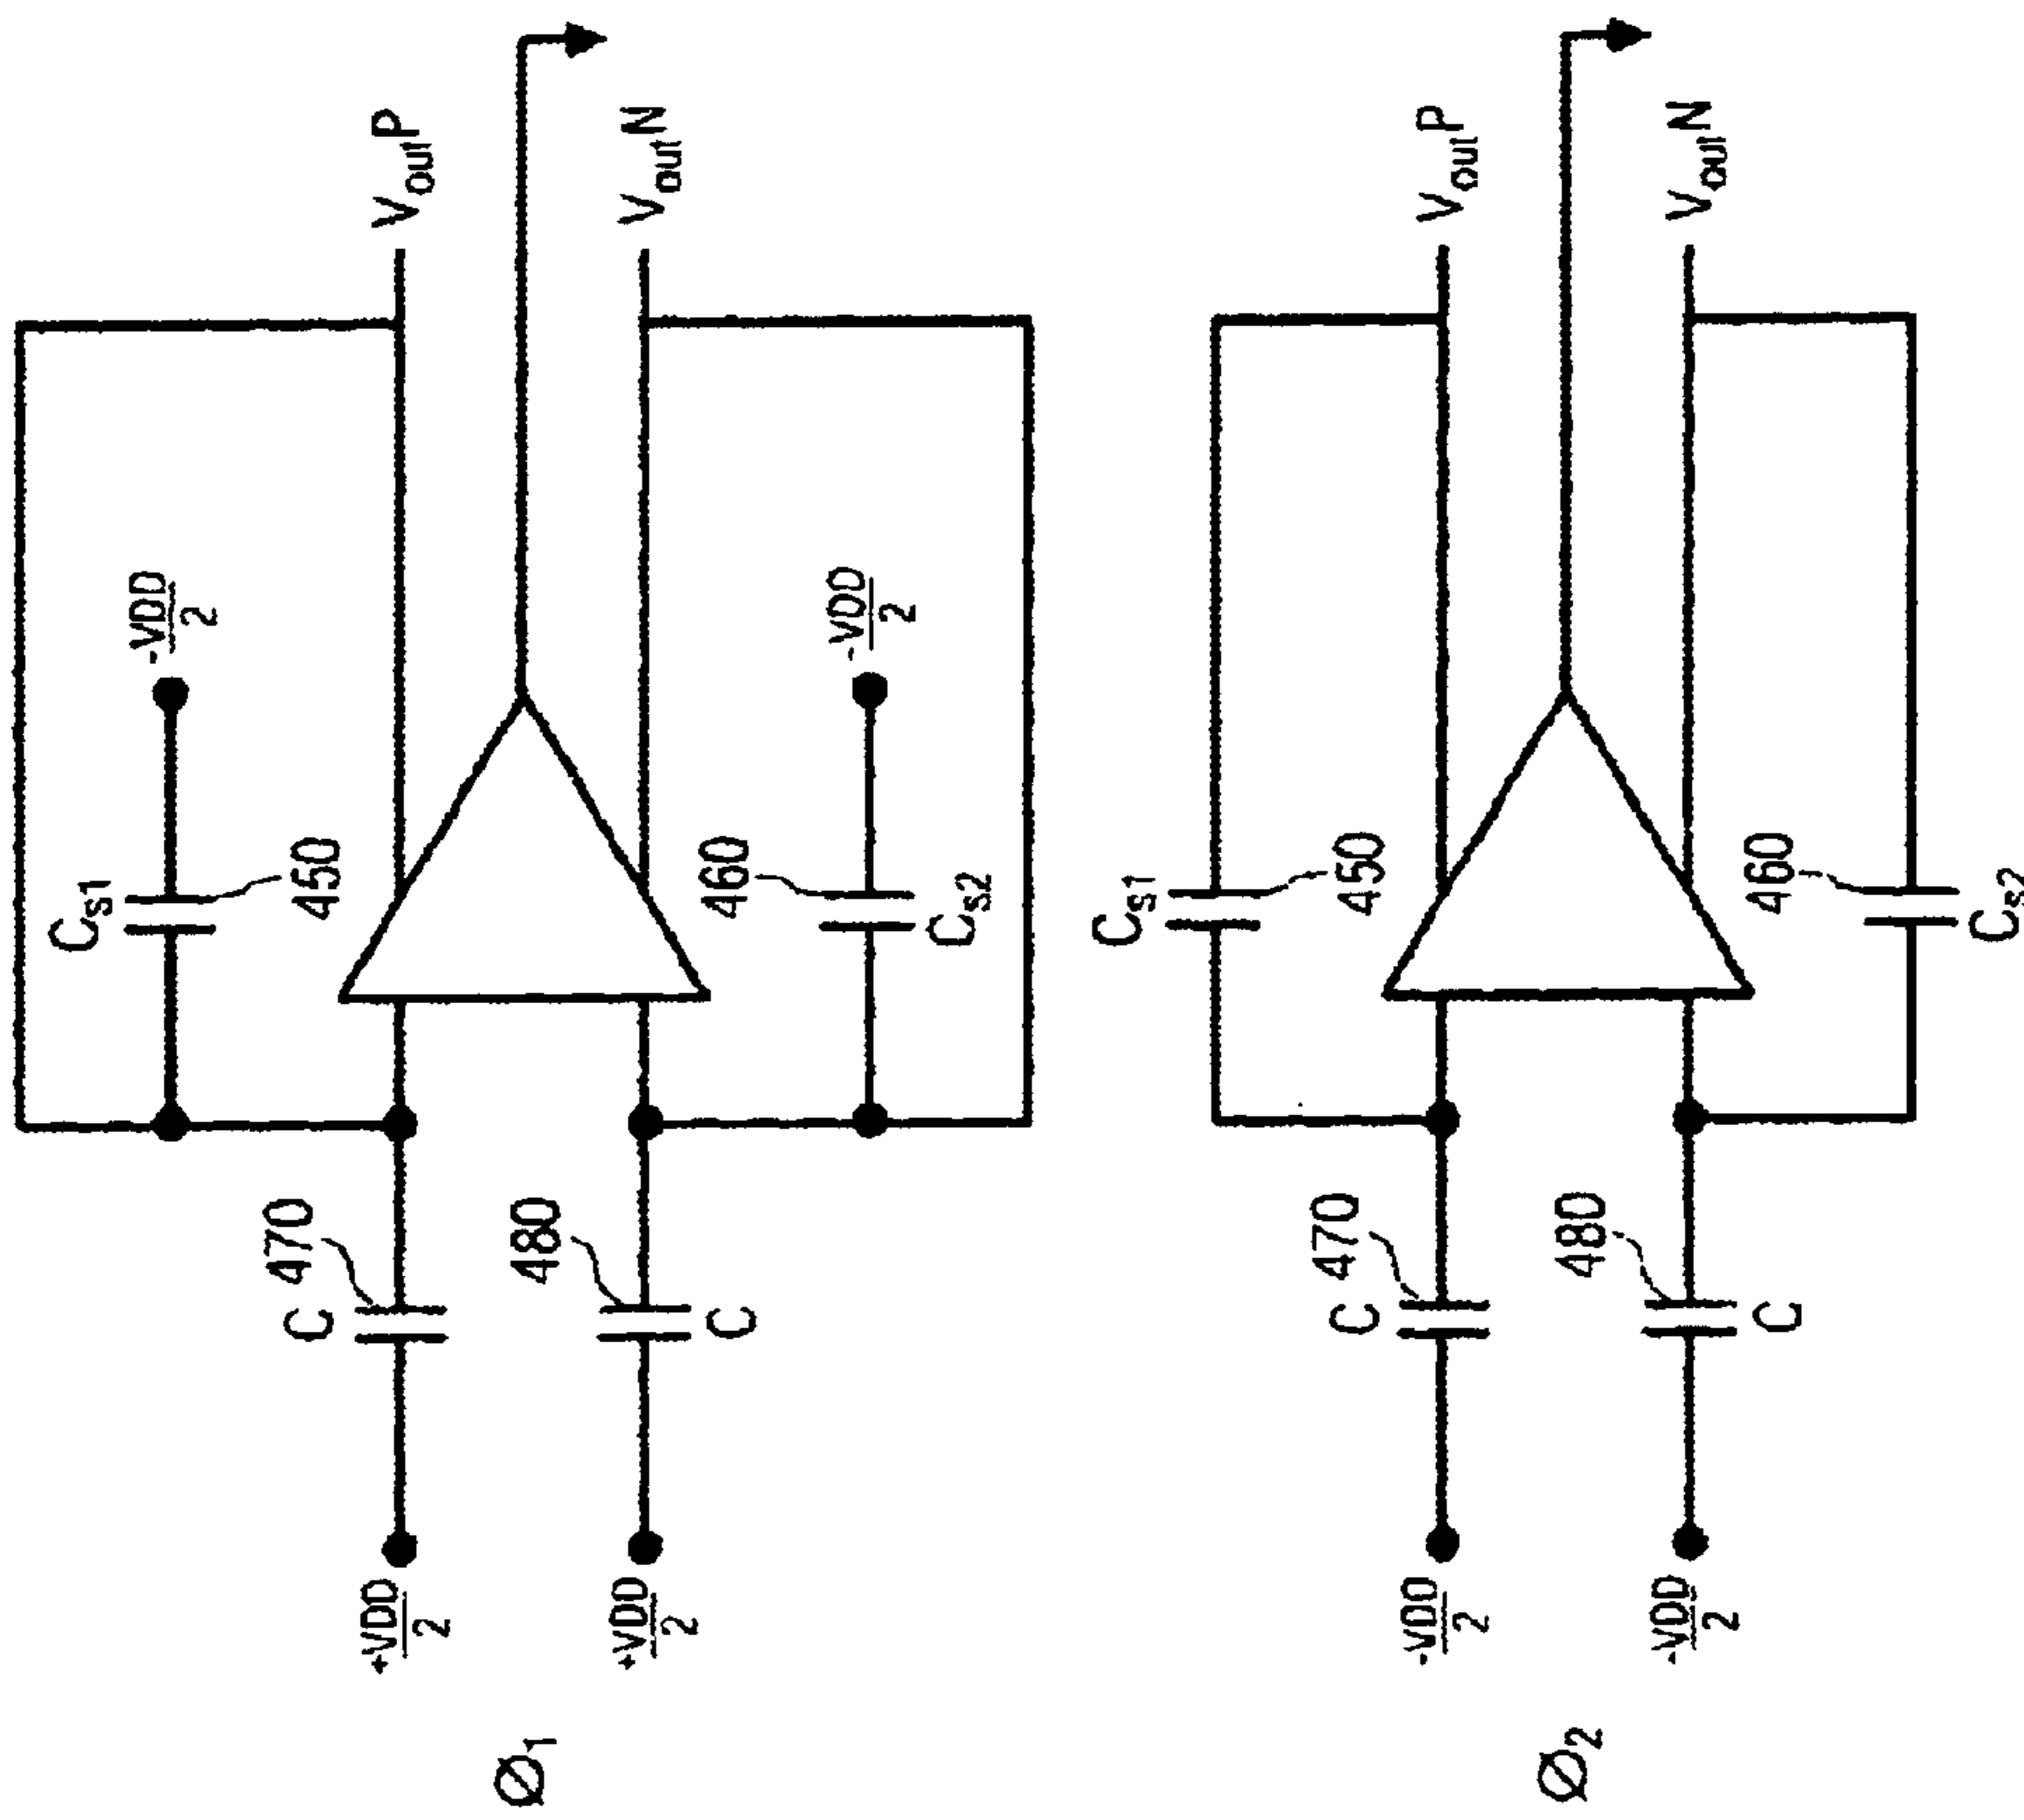 Ø1
+VDD/2
C 470
Cs1
450
-VDD/2
VoutP
+VDD/2
480
C
460
Cs2
-VDD/2
VoutN
Ø2
-VDD/2
C 470
Cs1
450
VoutP
-VDD/2
480
C
460
Cs2
VoutN